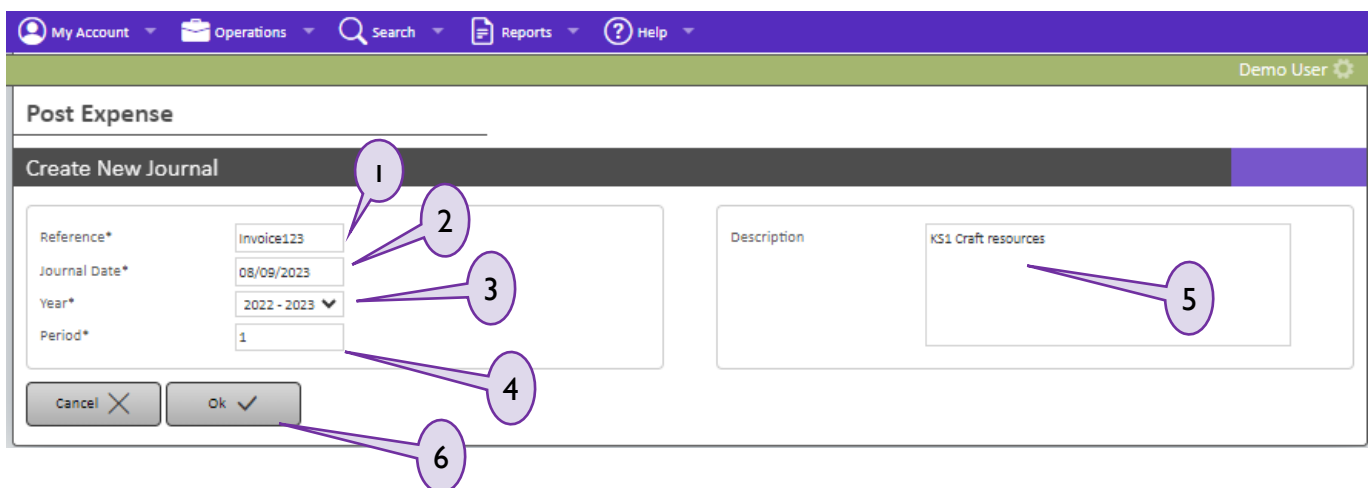 My Account Operations Search Reports Help
Demo User
Post Expense
Create New Journal
1
2
3
4
5
6
Reference* Invoice123
Journal Date* 08/09/2023
Year* 2022 - 2023
Period* 1
Description KS1 Craft resources
Cancel Ok